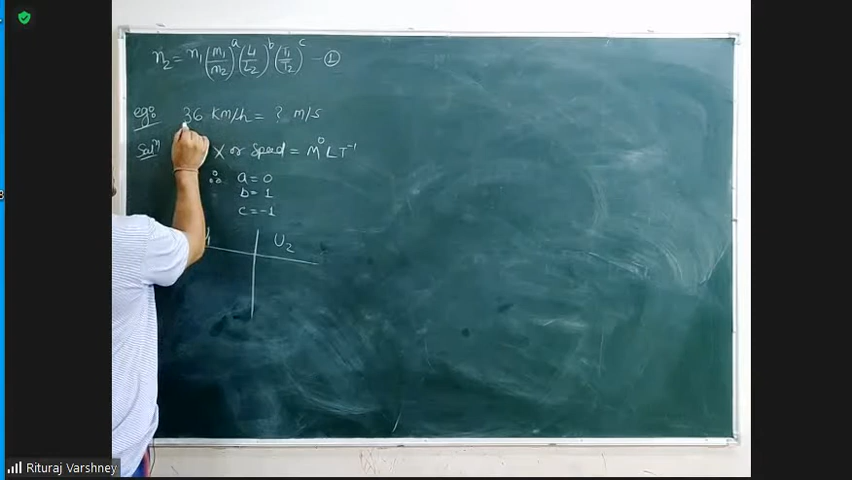 n₂ = n₁ (m₁/m₂)ᵃ (L₁/L₂)ᵇ (T₁/T₂)ᶜ - ①
eg: 36 Km/h = ? m/s
Solⁿ X or Speed = M⁰ L T⁻¹
∴ a = 0
b = 1
c = -1
U₂
Rituraj Varshney